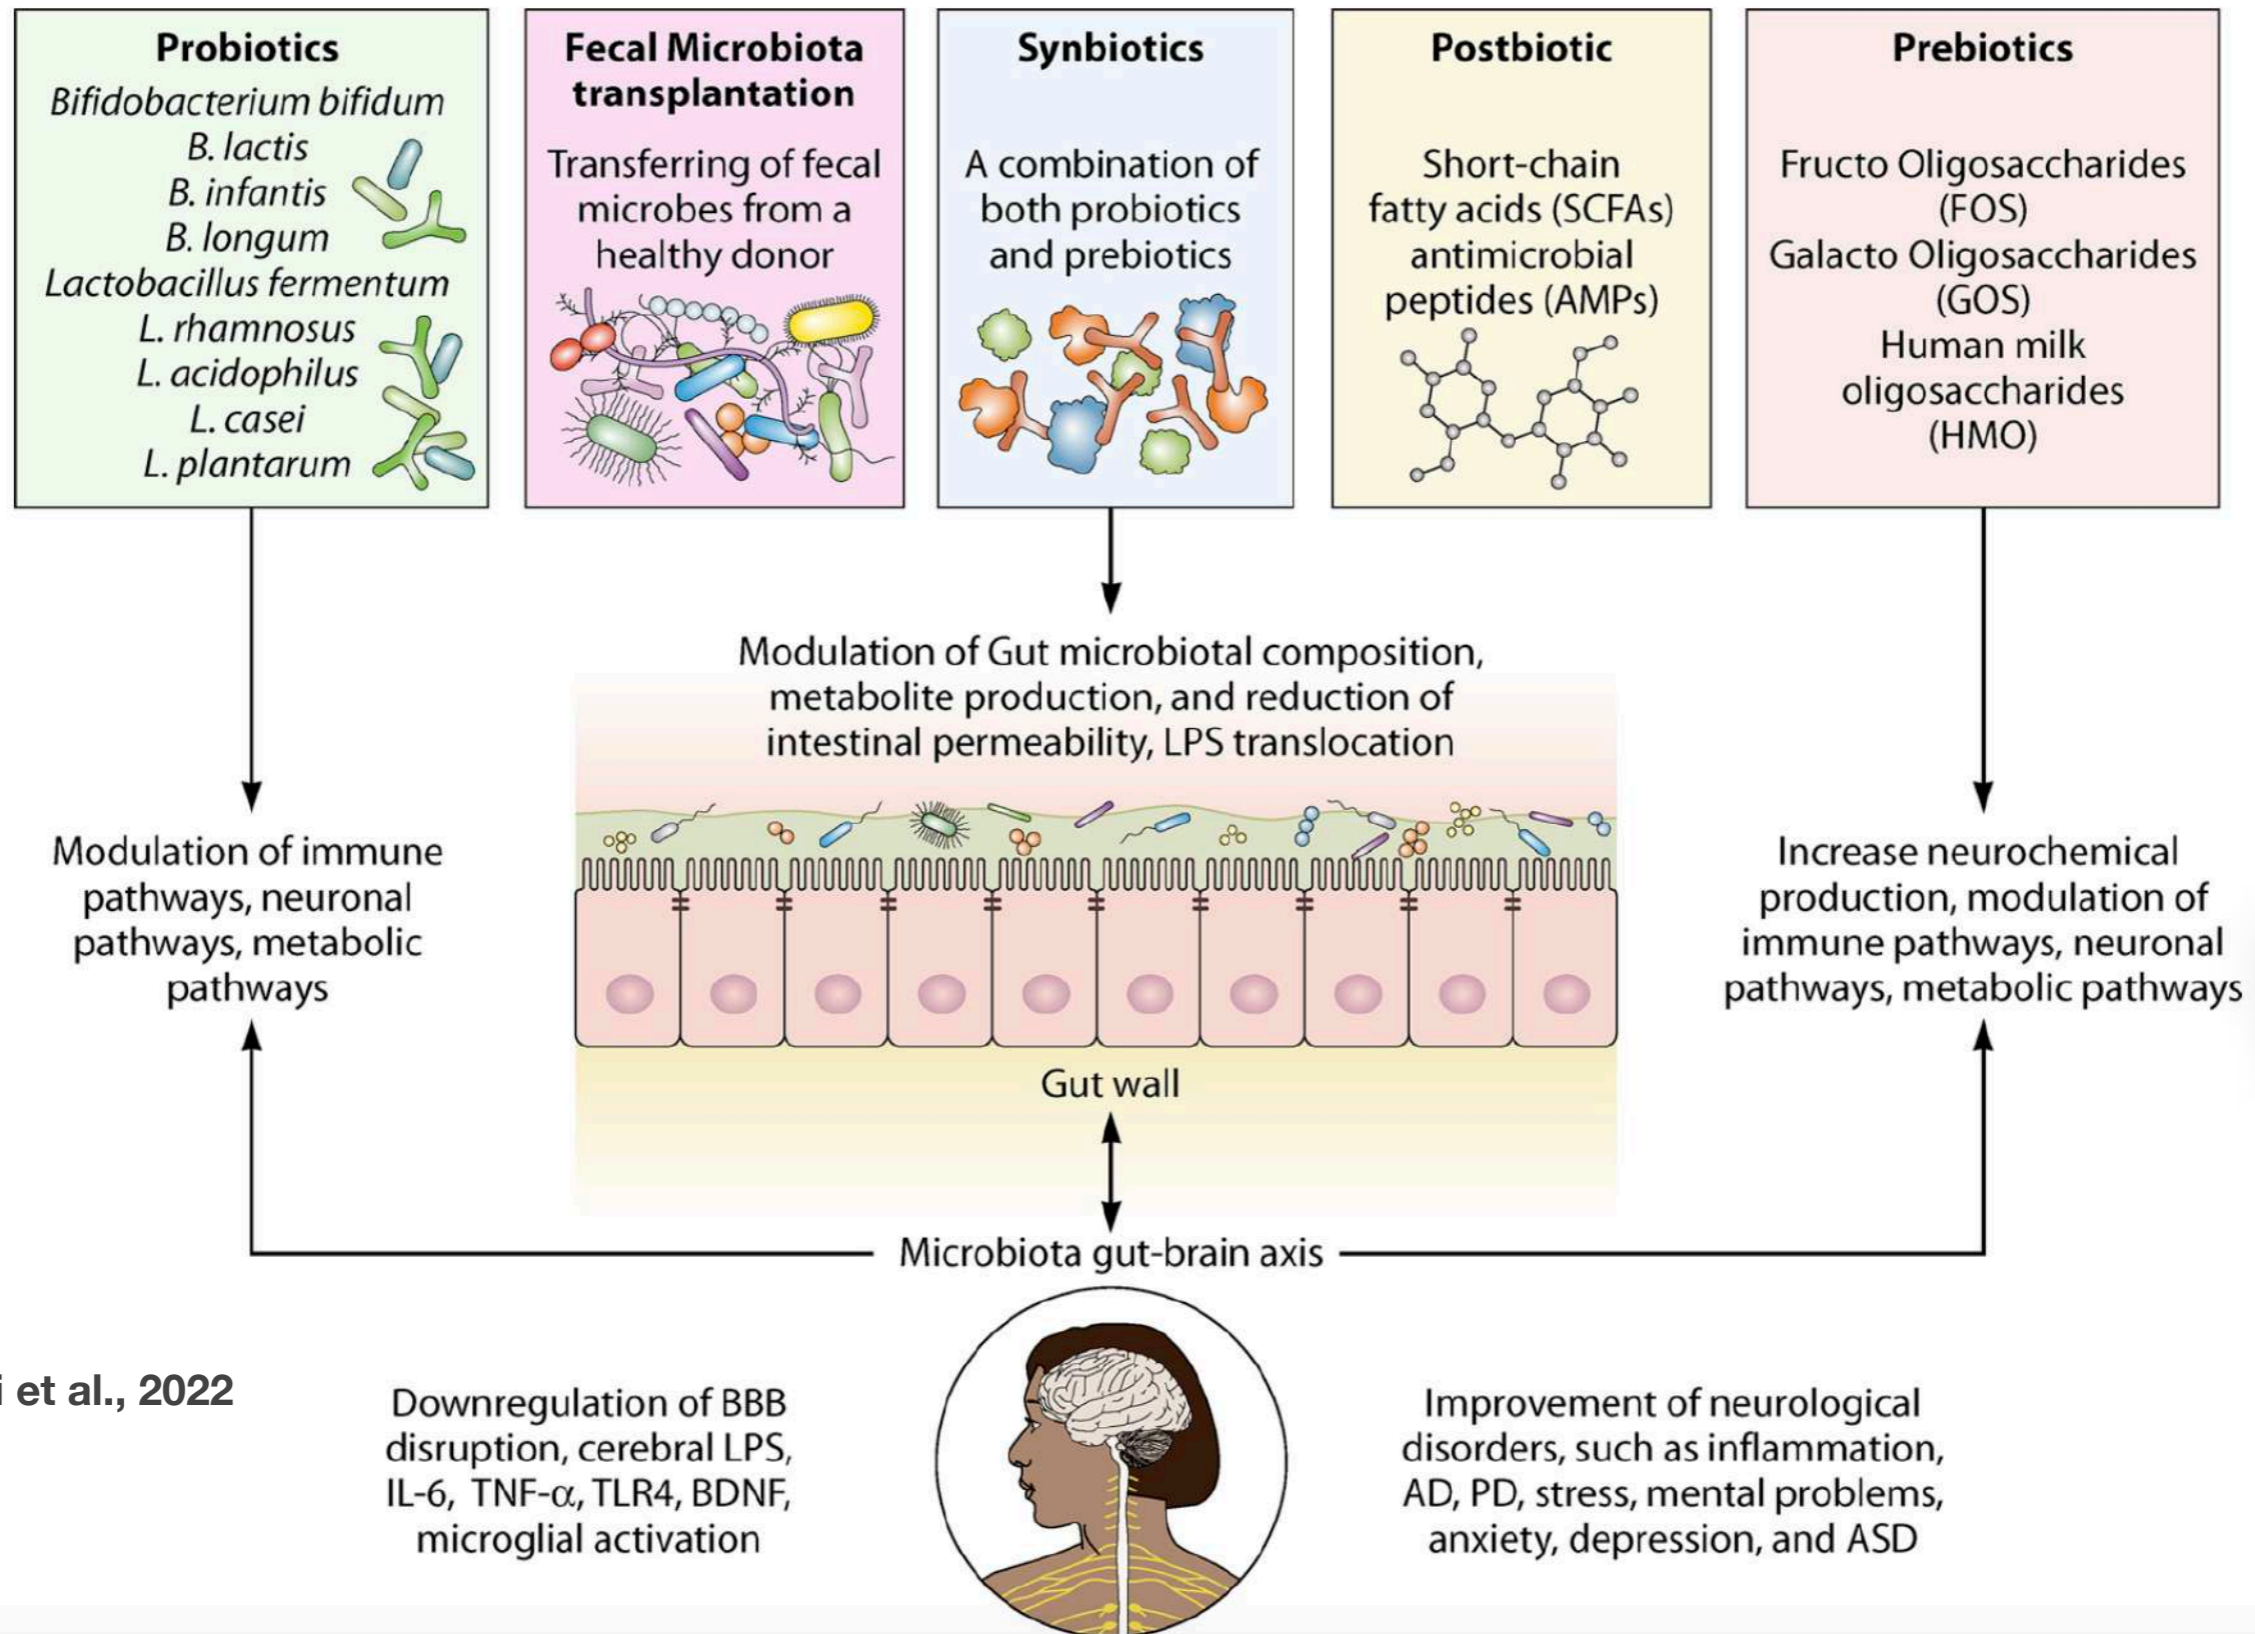 Probiotics
Bifidobacterium bifidum
B. lactis
B. infantis
B. longum
Lactobacillus fermentum
L. rhamnosus
L. acidophilus
L. casei
L. plantarum
Fecal Microbiota
transplantation
Transferring of fecal
microbes from a
healthy donor
Synbiotics
A combination of
both probiotics
and prebiotics
Postbiotic
Short-chain
fatty acids (SCFAs)
antimicrobial
peptides (AMPs)
Prebiotics
Fructo Oligosaccharides
(FOS)
Galacto Oligosaccharides
(GOS)
Human milk
oligosaccharides
(HMO)
Modulation of Gut microbiotal composition,
metabolite production, and reduction of
intestinal permeability, LPS translocation
Modulation of immune
pathways, neuronal
pathways, metabolic
pathways
Increase neurochemical
production, modulation of
immune pathways, neuronal
pathways, metabolic pathways
Gut wall
Microbiota gut-brain axis
et al., 2022
Downregulation of BBB
disruption, cerebral LPS,
IL-6, TNF-α, TLR4, BDNF,
microglial activation
Improvement of neurological
disorders, such as inflammation,
AD, PD, stress, mental problems,
anxiety, depression, and ASD